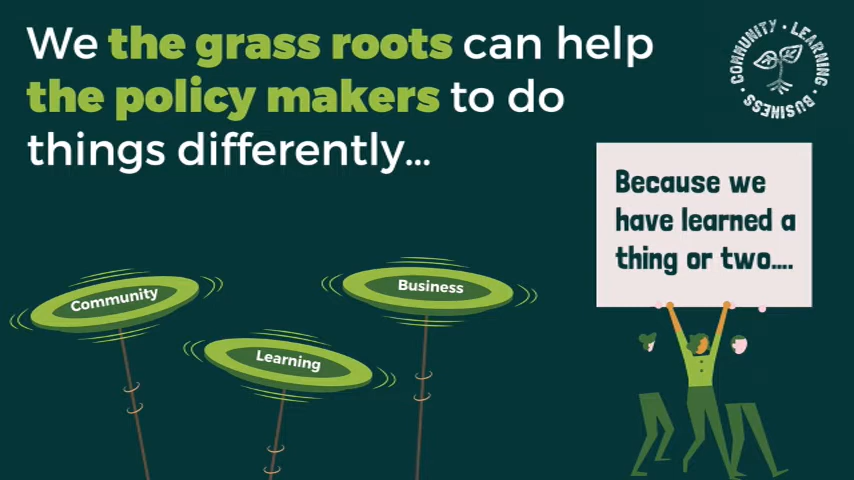 We the grass roots can help
the policy makers to do
things differently...
COMMUNITY • LEARNING • BUSINESS •
Because we
have learned a
thing or two....
Community
Business
Learning